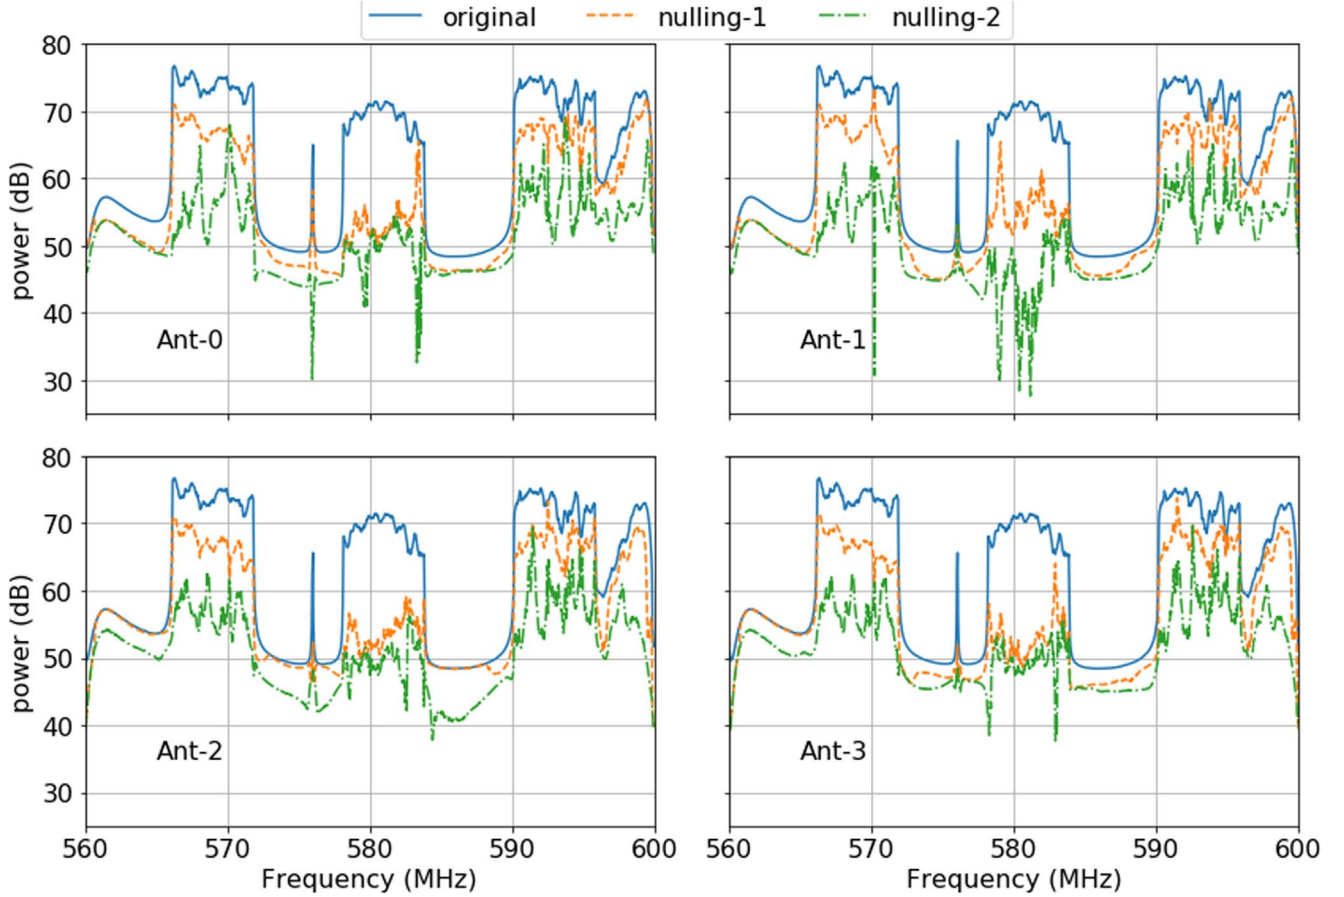 original nulling-1 nulling-2
80
70
60
50
40
30
power (dB)
Ant-0
Ant-1
80
70
60
50
40
30
power (dB)
Ant-2
Ant-3
560 570 580 590 600
560 570 580 590 600
Frequency (MHz)
Frequency (MHz)